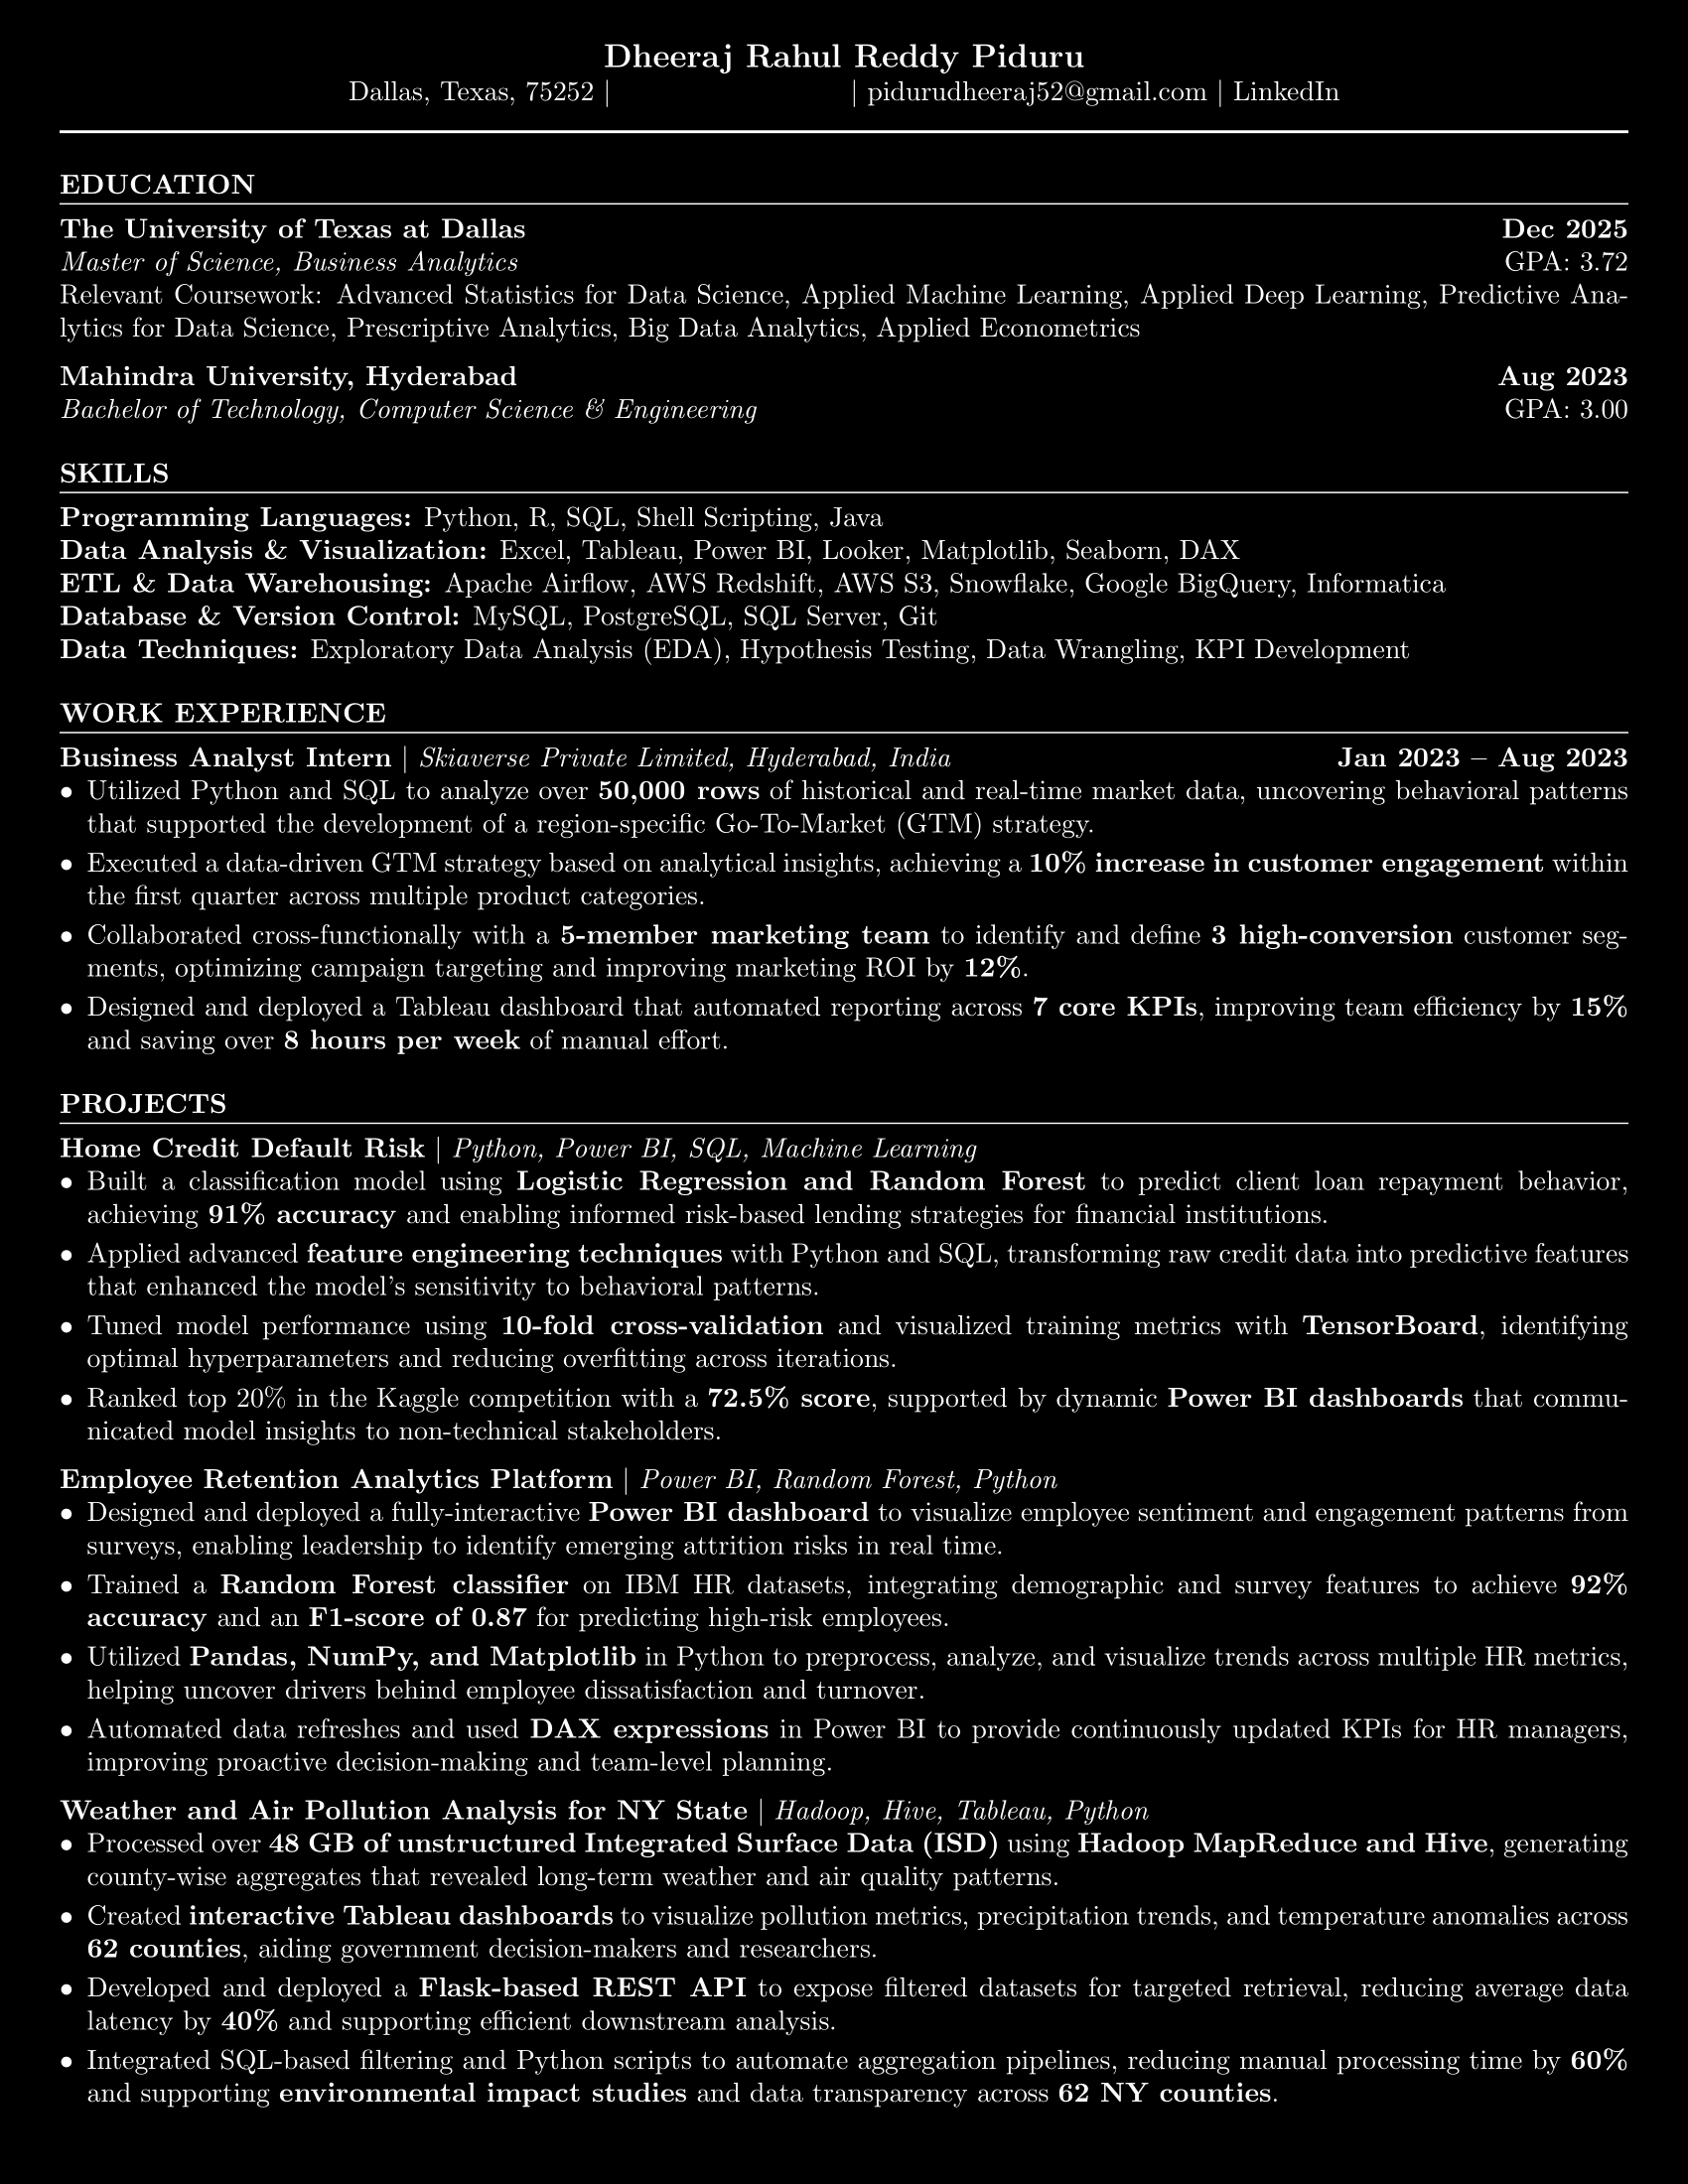 Dheeraj Rahul Reddy Piduru
Dallas, Texas, 75252 | | pidurudheeraj52@gmail.com | LinkedIn
EDUCATION
The University of Texas at Dallas Dec 2025
Master of Science, Business Analytics GPA: 3.72
Relevant Coursework: Advanced Statistics for Data Science, Applied Machine Learning, Applied Deep Learning, Predictive Ana-
lytics for Data Science, Prescriptive Analytics, Big Data Analytics, Applied Econometrics
Mahindra University, Hyderabad Aug 2023
Bachelor of Technology, Computer Science & Engineering GPA: 3.00
SKILLS
Programming Languages: Python, R, SQL, Shell Scripting, Java
Data Analysis & Visualization: Excel, Tableau, Power BI, Looker, Matplotlib, Seaborn, DAX
ETL & Data Warehousing: Apache Airflow, AWS Redshift, AWS S3, Snowflake, Google BigQuery, Informatica
Database & Version Control: MySQL, PostgreSQL, SQL Server, Git
Data Techniques: Exploratory Data Analysis (EDA), Hypothesis Testing, Data Wrangling, KPI Development
WORK EXPERIENCE
Business Analyst Intern | Skiaverse Private Limited, Hyderabad, India Jan 2023 – Aug 2023
• Utilized Python and SQL to analyze over 50,000 rows of historical and real-time market data, uncovering behavioral patterns
that supported the development of a region-specific Go-To-Market (GTM) strategy.
• Executed a data-driven GTM strategy based on analytical insights, achieving a 10% increase in customer engagement within
the first quarter across multiple product categories.
• Collaborated cross-functionally with a 5-member marketing team to identify and define 3 high-conversion customer seg-
ments, optimizing campaign targeting and improving marketing ROI by 12%.
• Designed and deployed a Tableau dashboard that automated reporting across 7 core KPIs, improving team efficiency by 15%
and saving over 8 hours per week of manual effort.
PROJECTS
Home Credit Default Risk | Python, Power BI, SQL, Machine Learning
• Built a classification model using Logistic Regression and Random Forest to predict client loan repayment behavior,
achieving 91% accuracy and enabling informed risk-based lending strategies for financial institutions.
• Applied advanced feature engineering techniques with Python and SQL, transforming raw credit data into predictive features
that enhanced the model's sensitivity to behavioral patterns.
• Tuned model performance using 10-fold cross-validation and visualized training metrics with TensorBoard, identifying
optimal hyperparameters and reducing overfitting across iterations.
• Ranked top 20% in the Kaggle competition with a 72.5% score, supported by dynamic Power BI dashboards that commu-
nicated model insights to non-technical stakeholders.
Employee Retention Analytics Platform | Power BI, Random Forest, Python
• Designed and deployed a fully-interactive Power BI dashboard to visualize employee sentiment and engagement patterns from
surveys, enabling leadership to identify emerging attrition risks in real time.
• Trained a Random Forest classifier on IBM HR datasets, integrating demographic and survey features to achieve 92%
accuracy and an F1-score of 0.87 for predicting high-risk employees.
• Utilized Pandas, NumPy, and Matplotlib in Python to preprocess, analyze, and visualize trends across multiple HR metrics,
helping uncover drivers behind employee dissatisfaction and turnover.
• Automated data refreshes and used DAX expressions in Power BI to provide continuously updated KPIs for HR managers,
improving proactive decision-making and team-level planning.
Weather and Air Pollution Analysis for NY State | Hadoop, Hive, Tableau, Python
• Processed over 48 GB of unstructured Integrated Surface Data (ISD) using Hadoop MapReduce and Hive, generating
county-wise aggregates that revealed long-term weather and air quality patterns.
• Created interactive Tableau dashboards to visualize pollution metrics, precipitation trends, and temperature anomalies across
62 counties, aiding government decision-makers and researchers.
• Developed and deployed a Flask-based REST API to expose filtered datasets for targeted retrieval, reducing average data
latency by 40% and supporting efficient downstream analysis.
• Integrated SQL-based filtering and Python scripts to automate aggregation pipelines, reducing manual processing time by 60%
and supporting environmental impact studies and data transparency across 62 NY counties.